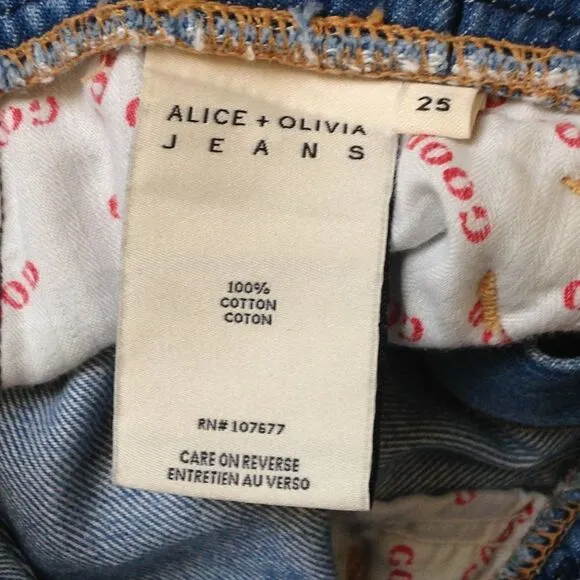 ALICE + OLIVIA
JEANS
25
100%
COTTON
COTON
RN# 107677
CARE ON REVERSE
ENTRETIEN AU VERSO